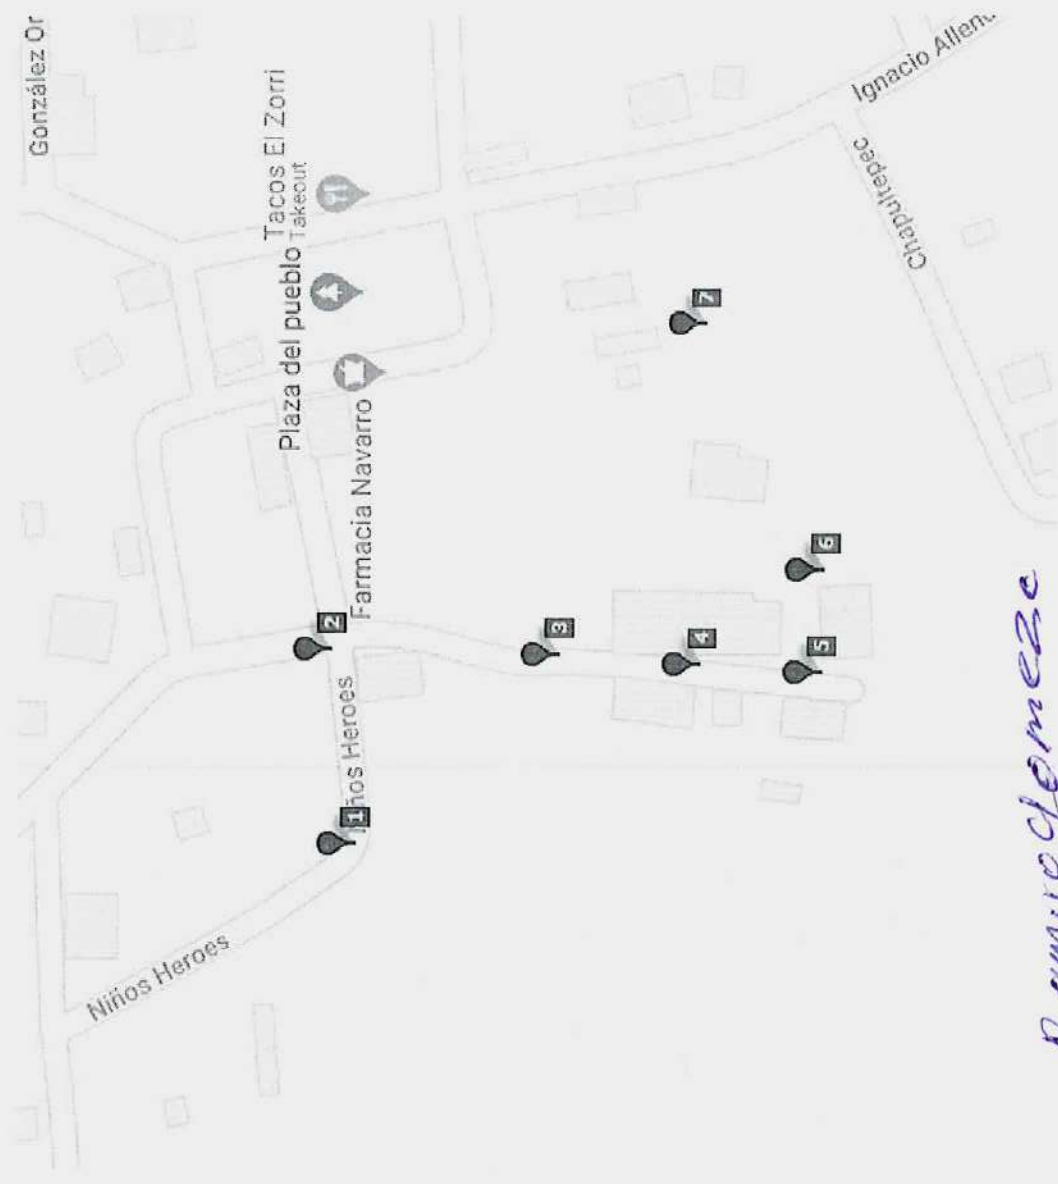 González Or
Tacos El Zorri
Takeout
Plaza del pueblo
Farmacia Navarro
Niños Heroes
Niños Heroes
Ignacio Allen
Chapultepec
1
2
3
4
5
6
7